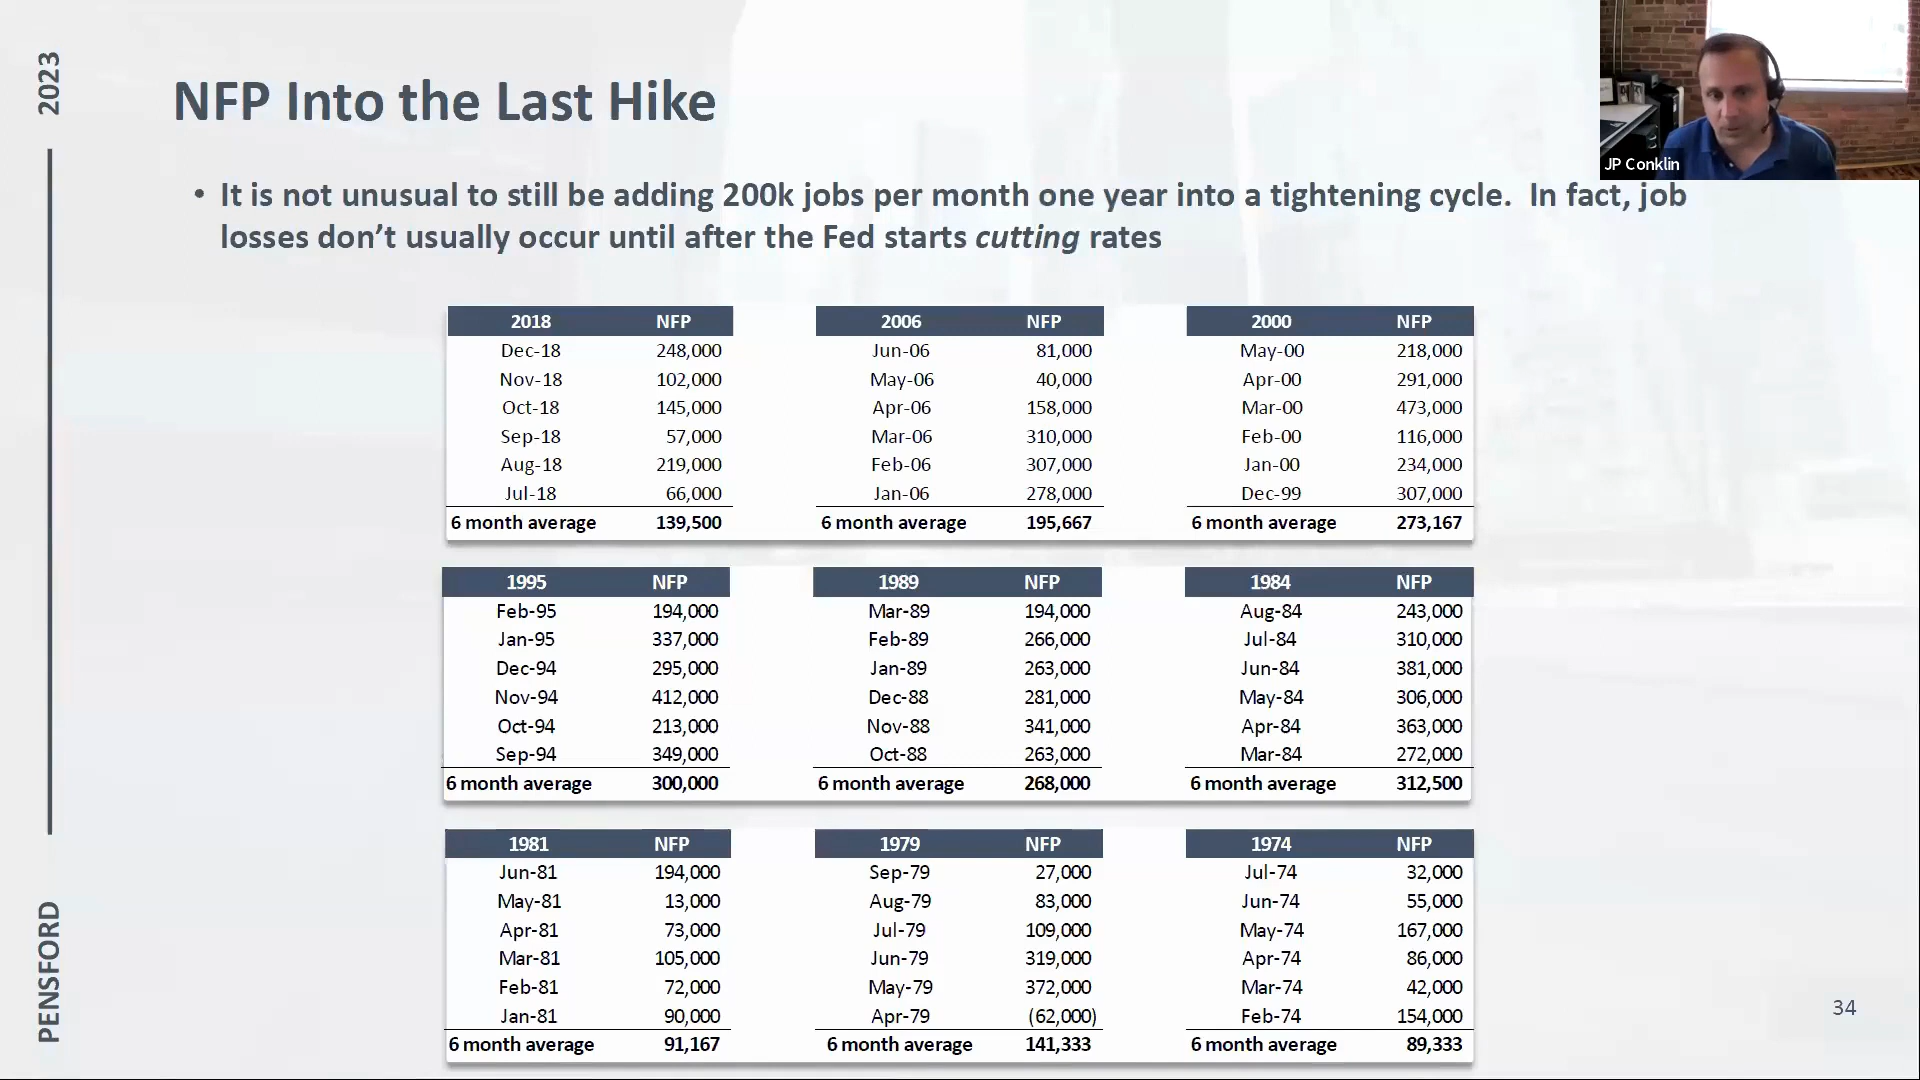 2023
NFP Into the Last Hike
JP Conklin
• It is not unusual to still be adding 200k jobs per month one year into a tightening cycle. In fact, job
losses don’t usually occur until after the Fed starts cutting rates
2018 NFP
Dec-18 248,000
Nov-18 102,000
Oct-18 145,000
Sep-18 57,000
Aug-18 219,000
Jul-18 66,000
6 month average 139,500
2006 NFP
Jun-06 81,000
May-06 40,000
Apr-06 158,000
Mar-06 310,000
Feb-06 307,000
Jan-06 278,000
6 month average 195,667
2000 NFP
May-00 218,000
Apr-00 291,000
Mar-00 473,000
Feb-00 116,000
Jan-00 234,000
Dec-99 307,000
6 month average 273,167
1995 NFP
Feb-95 194,000
Jan-95 337,000
Dec-94 295,000
Nov-94 412,000
Oct-94 213,000
Sep-94 349,000
6 month average 300,000
1989 NFP
Mar-89 194,000
Feb-89 266,000
Jan-89 263,000
Dec-88 281,000
Nov-88 341,000
Oct-88 263,000
6 month average 268,000
1984 NFP
Aug-84 243,000
Jul-84 310,000
Jun-84 381,000
May-84 306,000
Apr-84 363,000
Mar-84 272,000
6 month average 312,500
1981 NFP
Jun-81 194,000
May-81 13,000
Apr-81 73,000
Mar-81 105,000
Feb-81 72,000
Jan-81 90,000
6 month average 91,167
1979 NFP
Sep-79 27,000
Aug-79 83,000
Jul-79 109,000
Jun-79 319,000
May-79 372,000
Apr-79 (62,000)
6 month average 141,333
1974 NFP
Jul-74 32,000
Jun-74 55,000
May-74 167,000
Apr-74 86,000
Mar-74 42,000
Feb-74 154,000
6 month average 89,333
PENSFORD
34